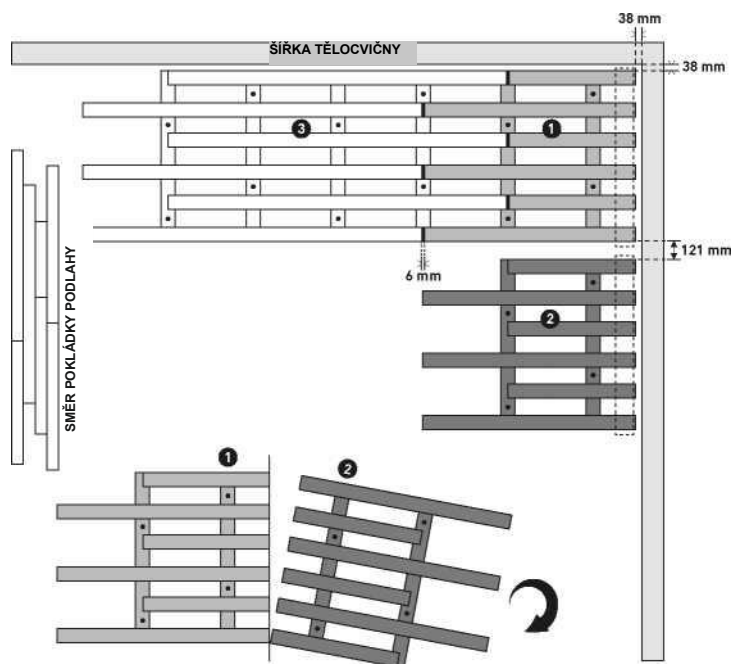 38 mm
ŠÍŘKA TĚLOCVIČNY
38 mm
3
1
121 mm
6 mm
2
SMĚR POKLÁDKY PODLAHY
1
2